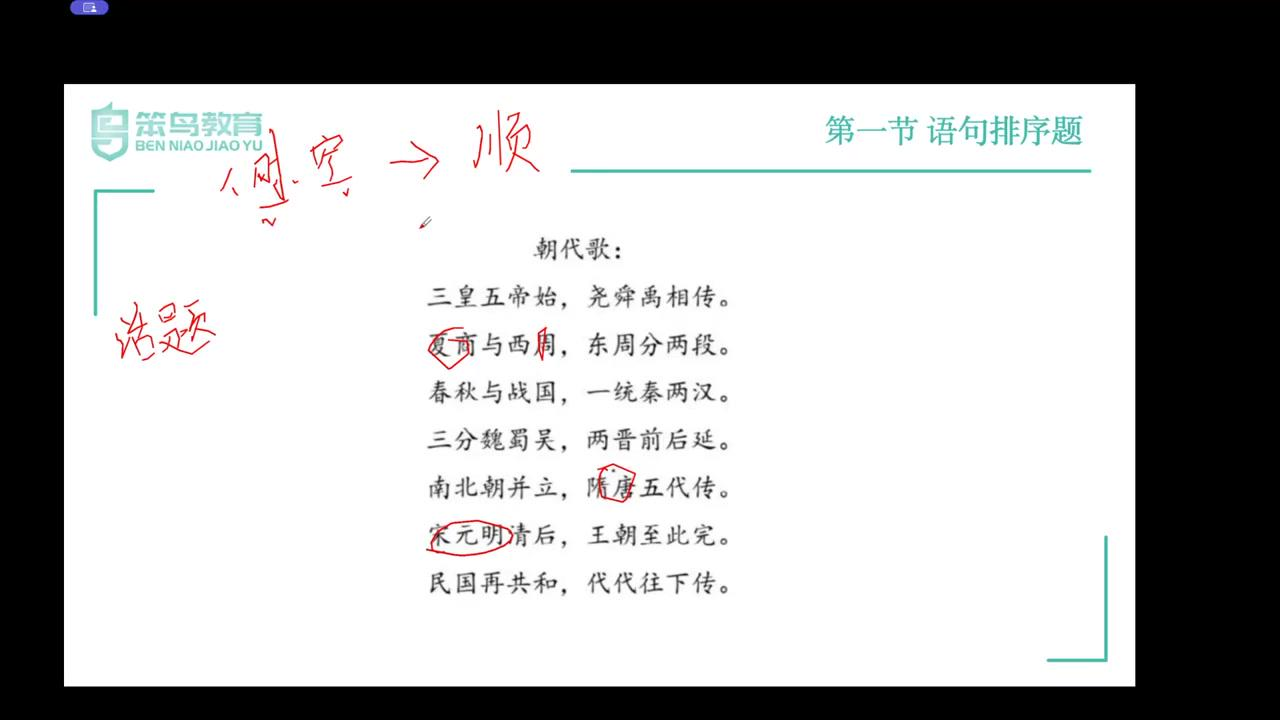 笨鸟教育
BEN NIAO JIAO YU
第一节 语句排序题
时.空 → 顺
话题
朝代歌：
三皇五帝始，尧舜禹相传。
夏商与西周，东周分两段。
春秋与战国，一统秦两汉。
三分魏蜀吴，两晋前后延。
南北朝并立，隋唐五代传。
宋元明清后，王朝至此完。
民国再共和，代代往下传。